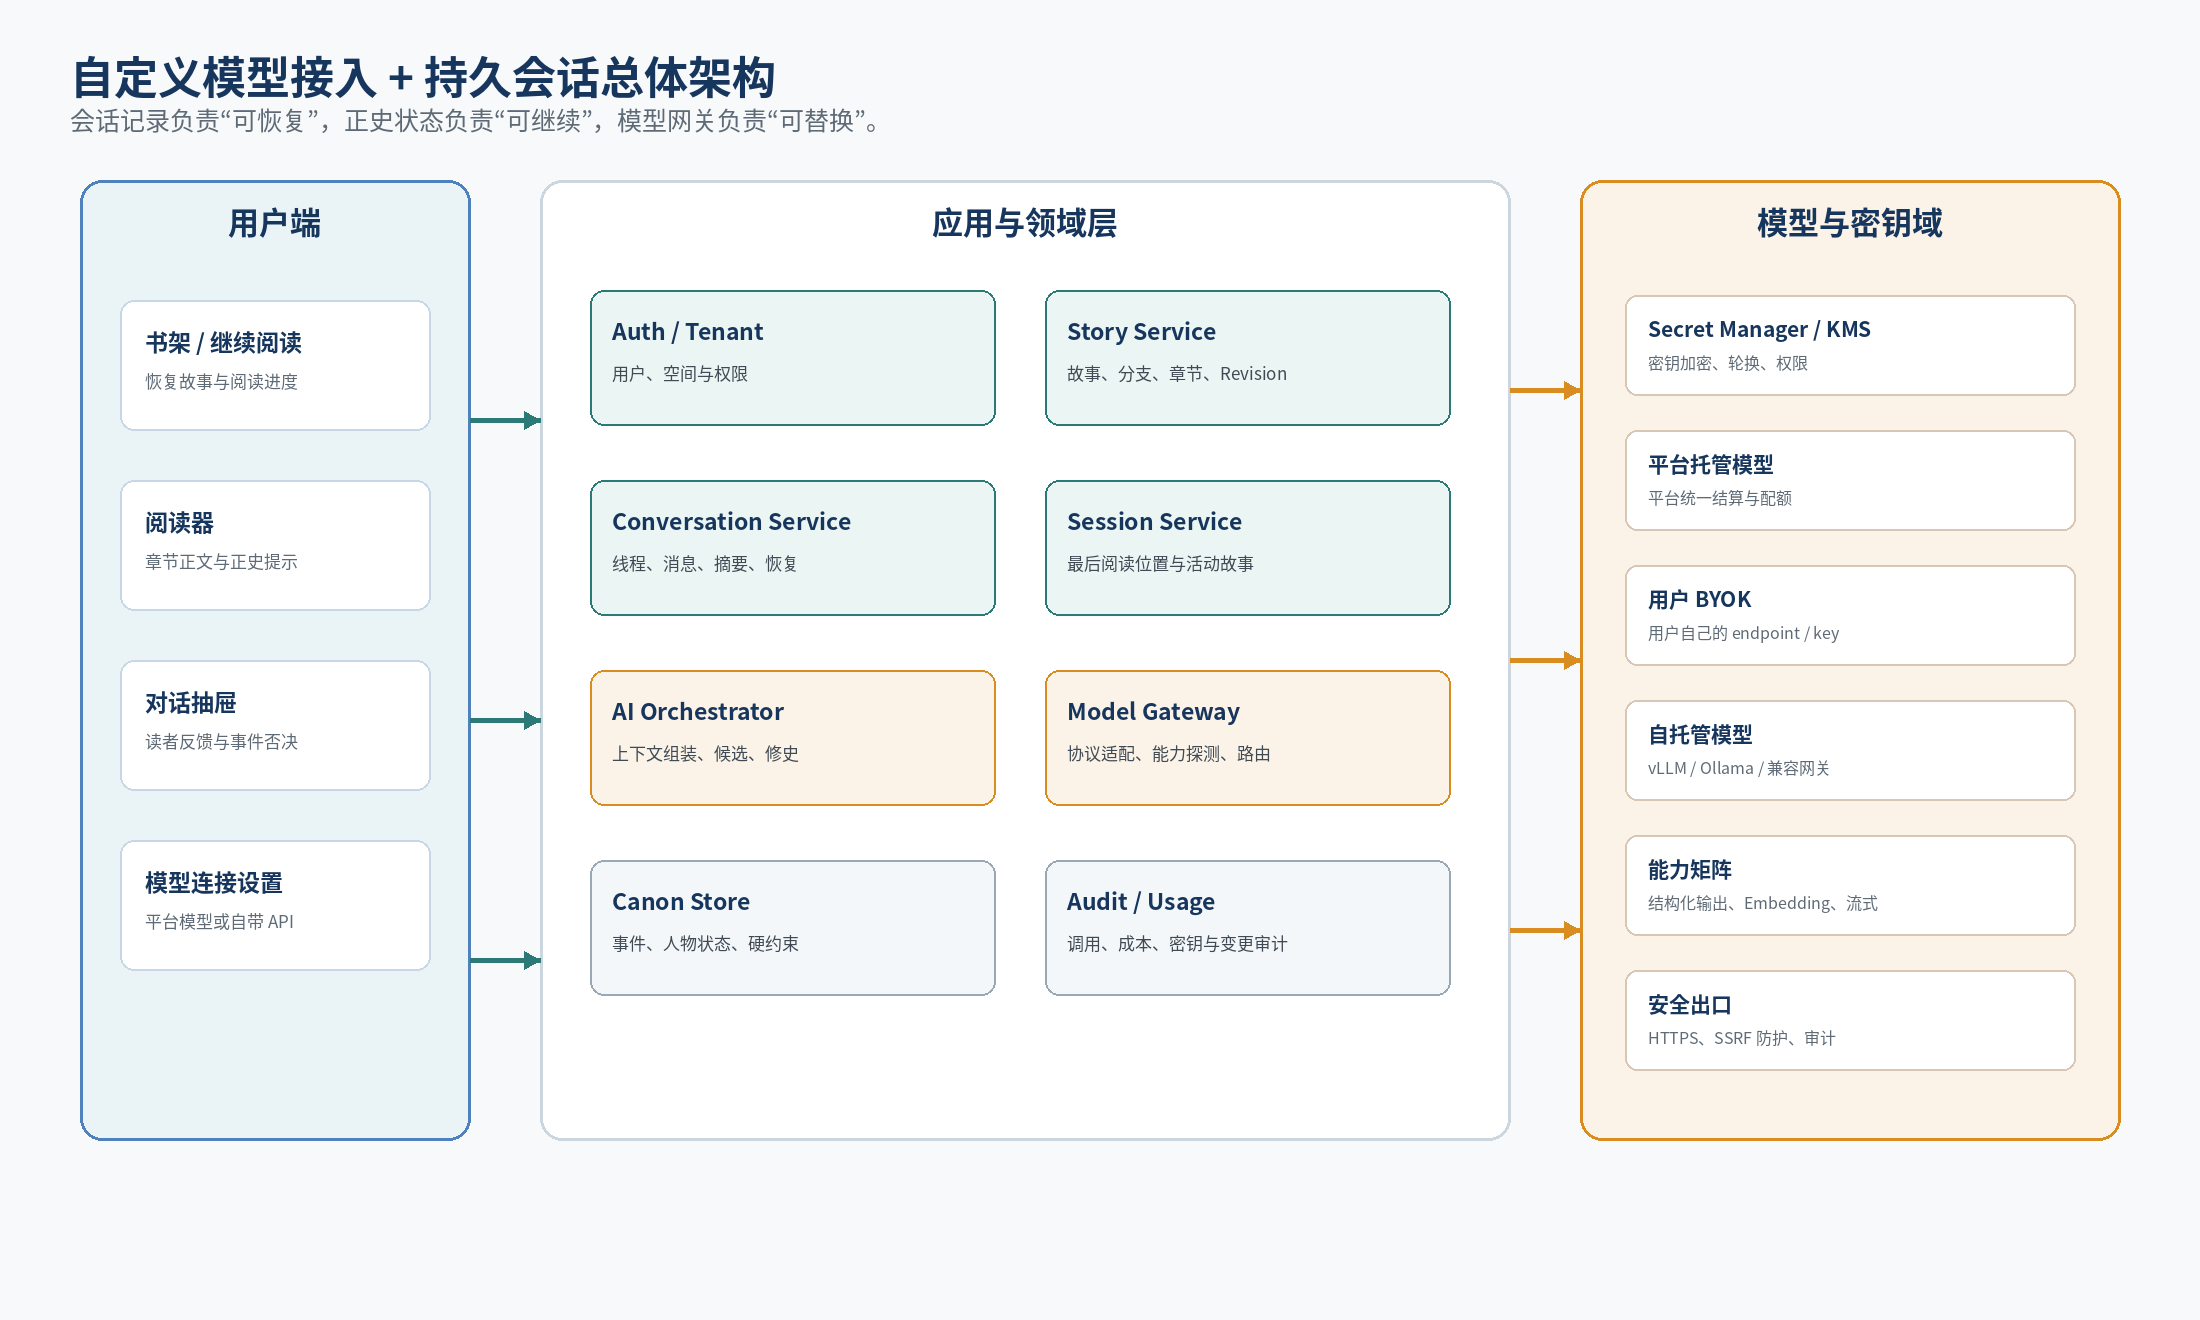 自定义模型接入 + 持久会话总体架构
会话记录负责“可恢复”，正史状态负责“可继续”，模型网关负责“可替换”。
用户端
书架 / 继续阅读
恢复故事与阅读进度
阅读器
章节正文与正史提示
对话抽屉
读者反馈与事件否决
模型连接设置
平台模型或自带 API
应用与领域层
Auth / Tenant
用户、空间与权限
Story Service
故事、分支、章节、Revision
Conversation Service
线程、消息、摘要、恢复
Session Service
最后阅读位置与活动故事
AI Orchestrator
上下文组装、候选、修史
Model Gateway
协议适配、能力探测、路由
Canon Store
事件、人物状态、硬约束
Audit / Usage
调用、成本、密钥与变更审计
模型与密钥域
Secret Manager / KMS
密钥加密、轮换、权限
平台托管模型
平台统一结算与配额
用户 BYOK
用户自己的 endpoint / key
自托管模型
vLLM / Ollama / 兼容网关
能力矩阵
结构化输出、Embedding、流式
安全出口
HTTPS、SSRF 防护、审计